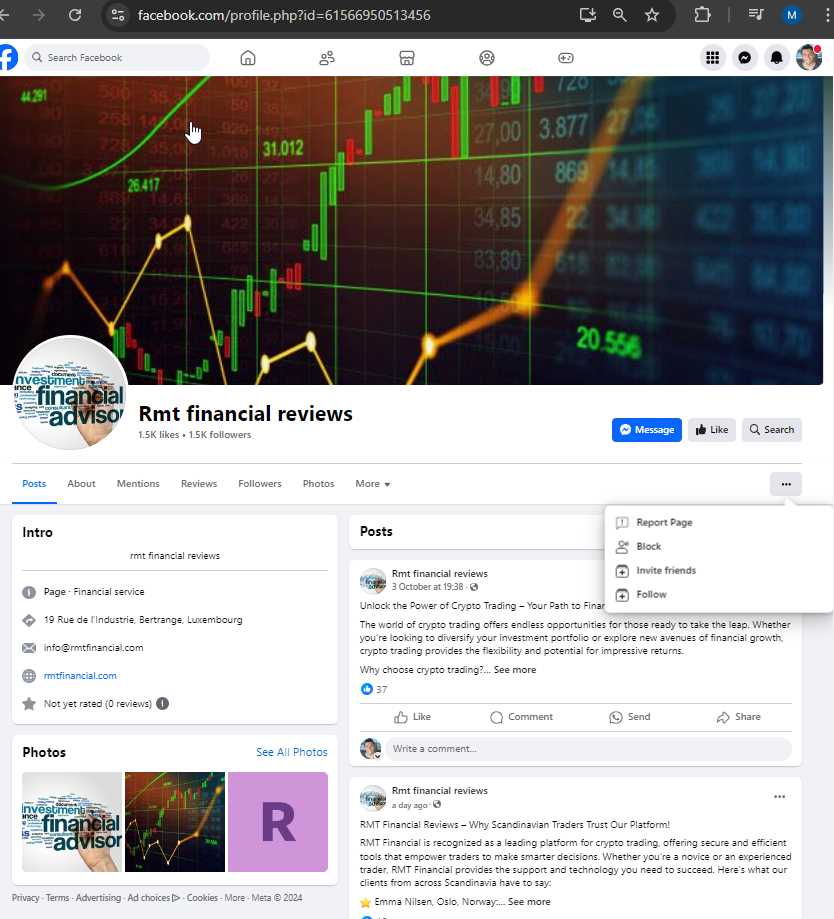 facebook.com/profile.php?id=61566950513456
M
Search Facebook
44.291
31.012
26.417
500
258
728
27,00
3.877
14,80
869
34,85
22
83,80
20.556
investment
financial
advisor
Rmt financial reviews
1.5K likes • 1.5K followers
Message
Like
Search
Posts
About
Mentions
Reviews
Followers
Photos
More
Report Page
Block
Invite friends
Follow
Intro
rmt financial reviews
Page · Financial service
19 Rue de l'Industrie, Bertrange, Luxembourg
info@rmtfinancial.com
rmtfinancial.com
Not yet rated (0 reviews)
Photos
See All Photos
investment
financial
advisor
R
Privacy · Terms · Advertising · Ad choices · Cookies · More · Meta © 2024
Posts
Rmt financial reviews
3 October at 19:38 ·
Unlock the Power of Crypto Trading – Your Path to Finan
The world of crypto trading offers endless opportunities for those ready to take the leap. Whether
you're looking to diversify your investment portfolio or explore new avenues of financial growth,
crypto trading provides the flexibility and potential for impressive returns.
Why choose crypto trading?... See more
37
Like
Comment
Send
Share
Write a comment...
Rmt financial reviews
a day ago ·
RMT Financial Reviews – Why Scandinavian Traders Trust Our Platform!
RMT Financial is recognized as a leading platform for crypto trading, offering secure and efficient
tools that empower traders to make smarter decisions. Whether you're a novice or an experienced
trader, RMT Financial provides the support and technology you need to succeed. Here's what our
clients from across Scandinavia have to say:
Emma Nilsen, Oslo, Norway:... See more